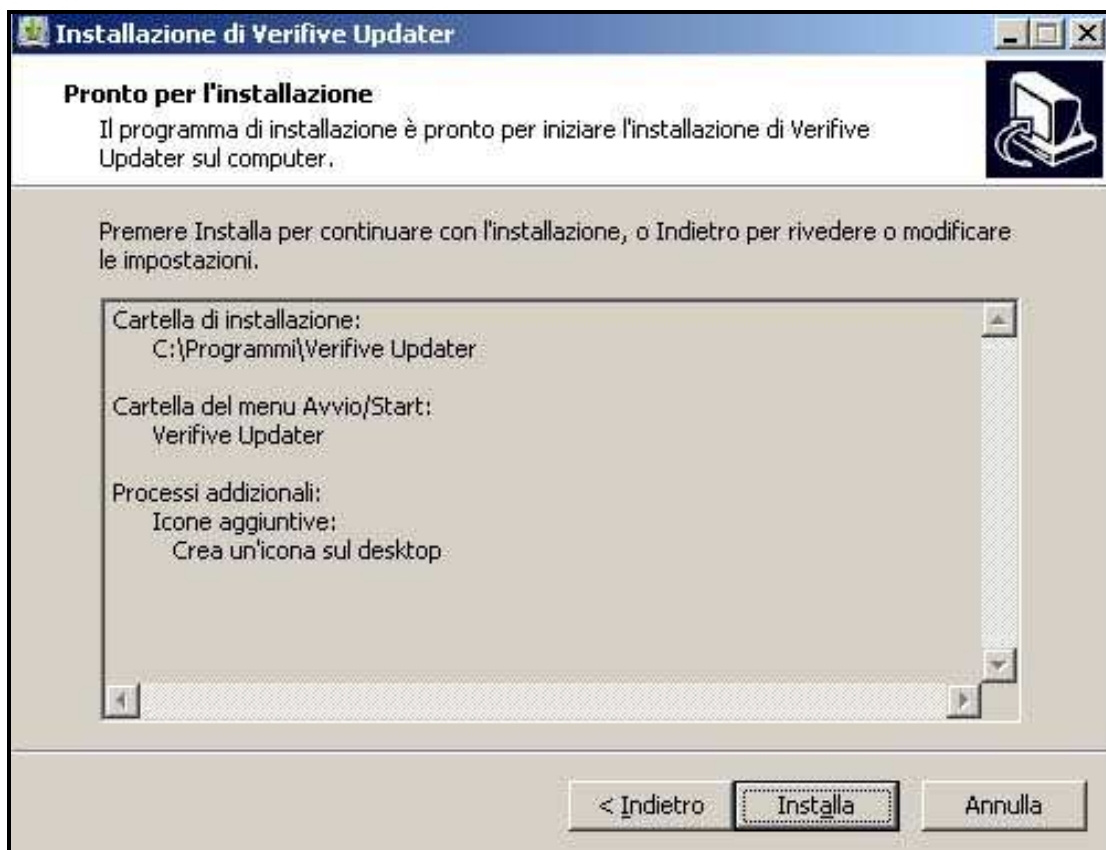 Installazione di Verifive Updater
Pronto per l'installazione
Il programma di installazione è pronto per iniziare l'installazione di Verifive
Updater sul computer.
Premere Installa per continuare con l'installazione, o Indietro per rivedere o modificare
le impostazioni.
Cartella di installazione:
C:\Programmi\Verifive Updater
Cartella del menu Avvio/Start:
Verifive Updater
Processi addizionali:
Icone aggiuntive:
Crea un'icona sul desktop
< Indietro
Installa
Annulla